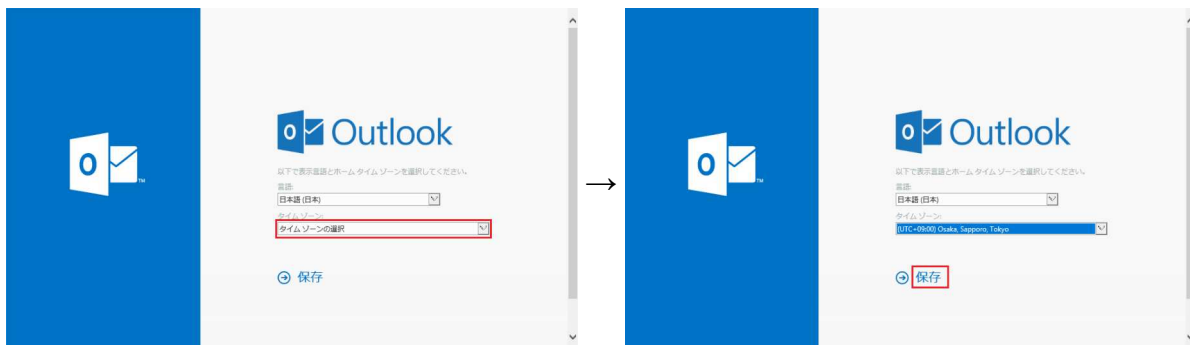 O
TM
O Outlook
以下で表示言語とホーム タイム ゾーンを選択してください。
言語:
日本語 (日本)
タイム ゾーン:
タイム ゾーンの選択
保存
→
O
TM
O Outlook
以下で表示言語とホーム タイム ゾーンを選択してください。
言語:
日本語 (日本)
タイム ゾーン:
(UTC+09:00) Osaka, Sapporo, Tokyo
保存